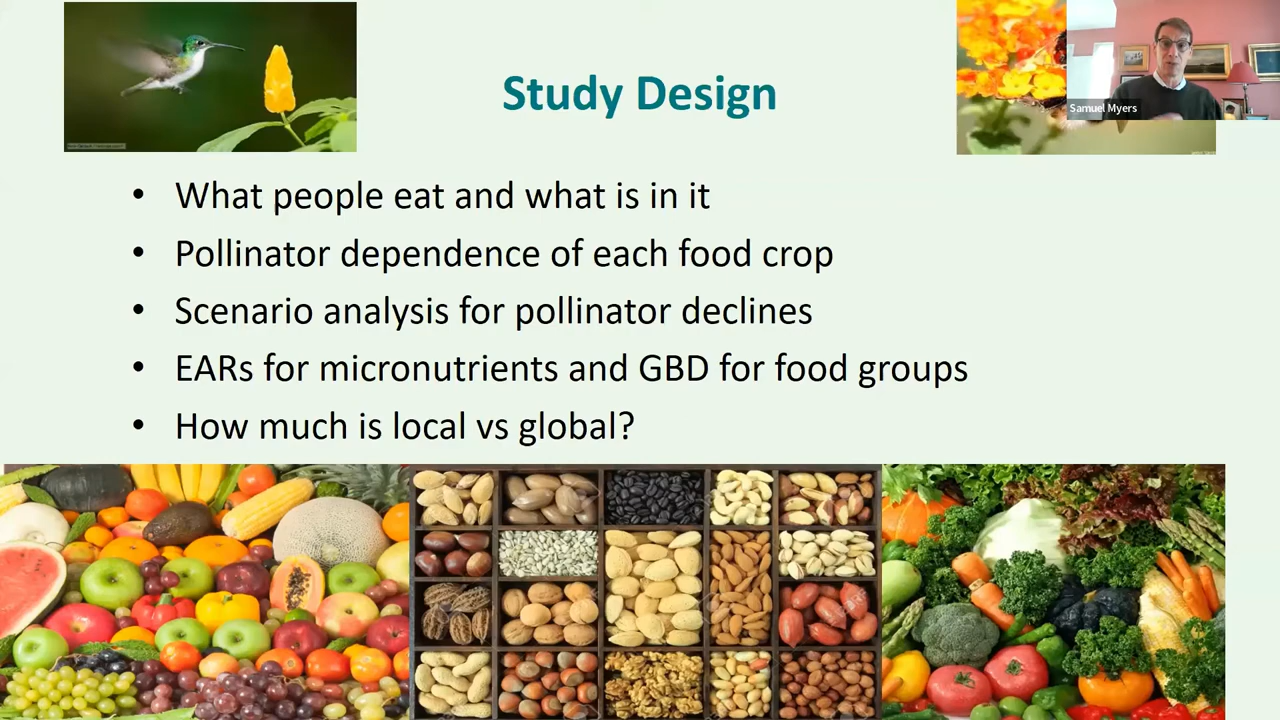 Study Design
Samuel Myers
• What people eat and what is in it
• Pollinator dependence of each food crop
• Scenario analysis for pollinator declines
• EARs for micronutrients and GBD for food groups
• How much is local vs global?